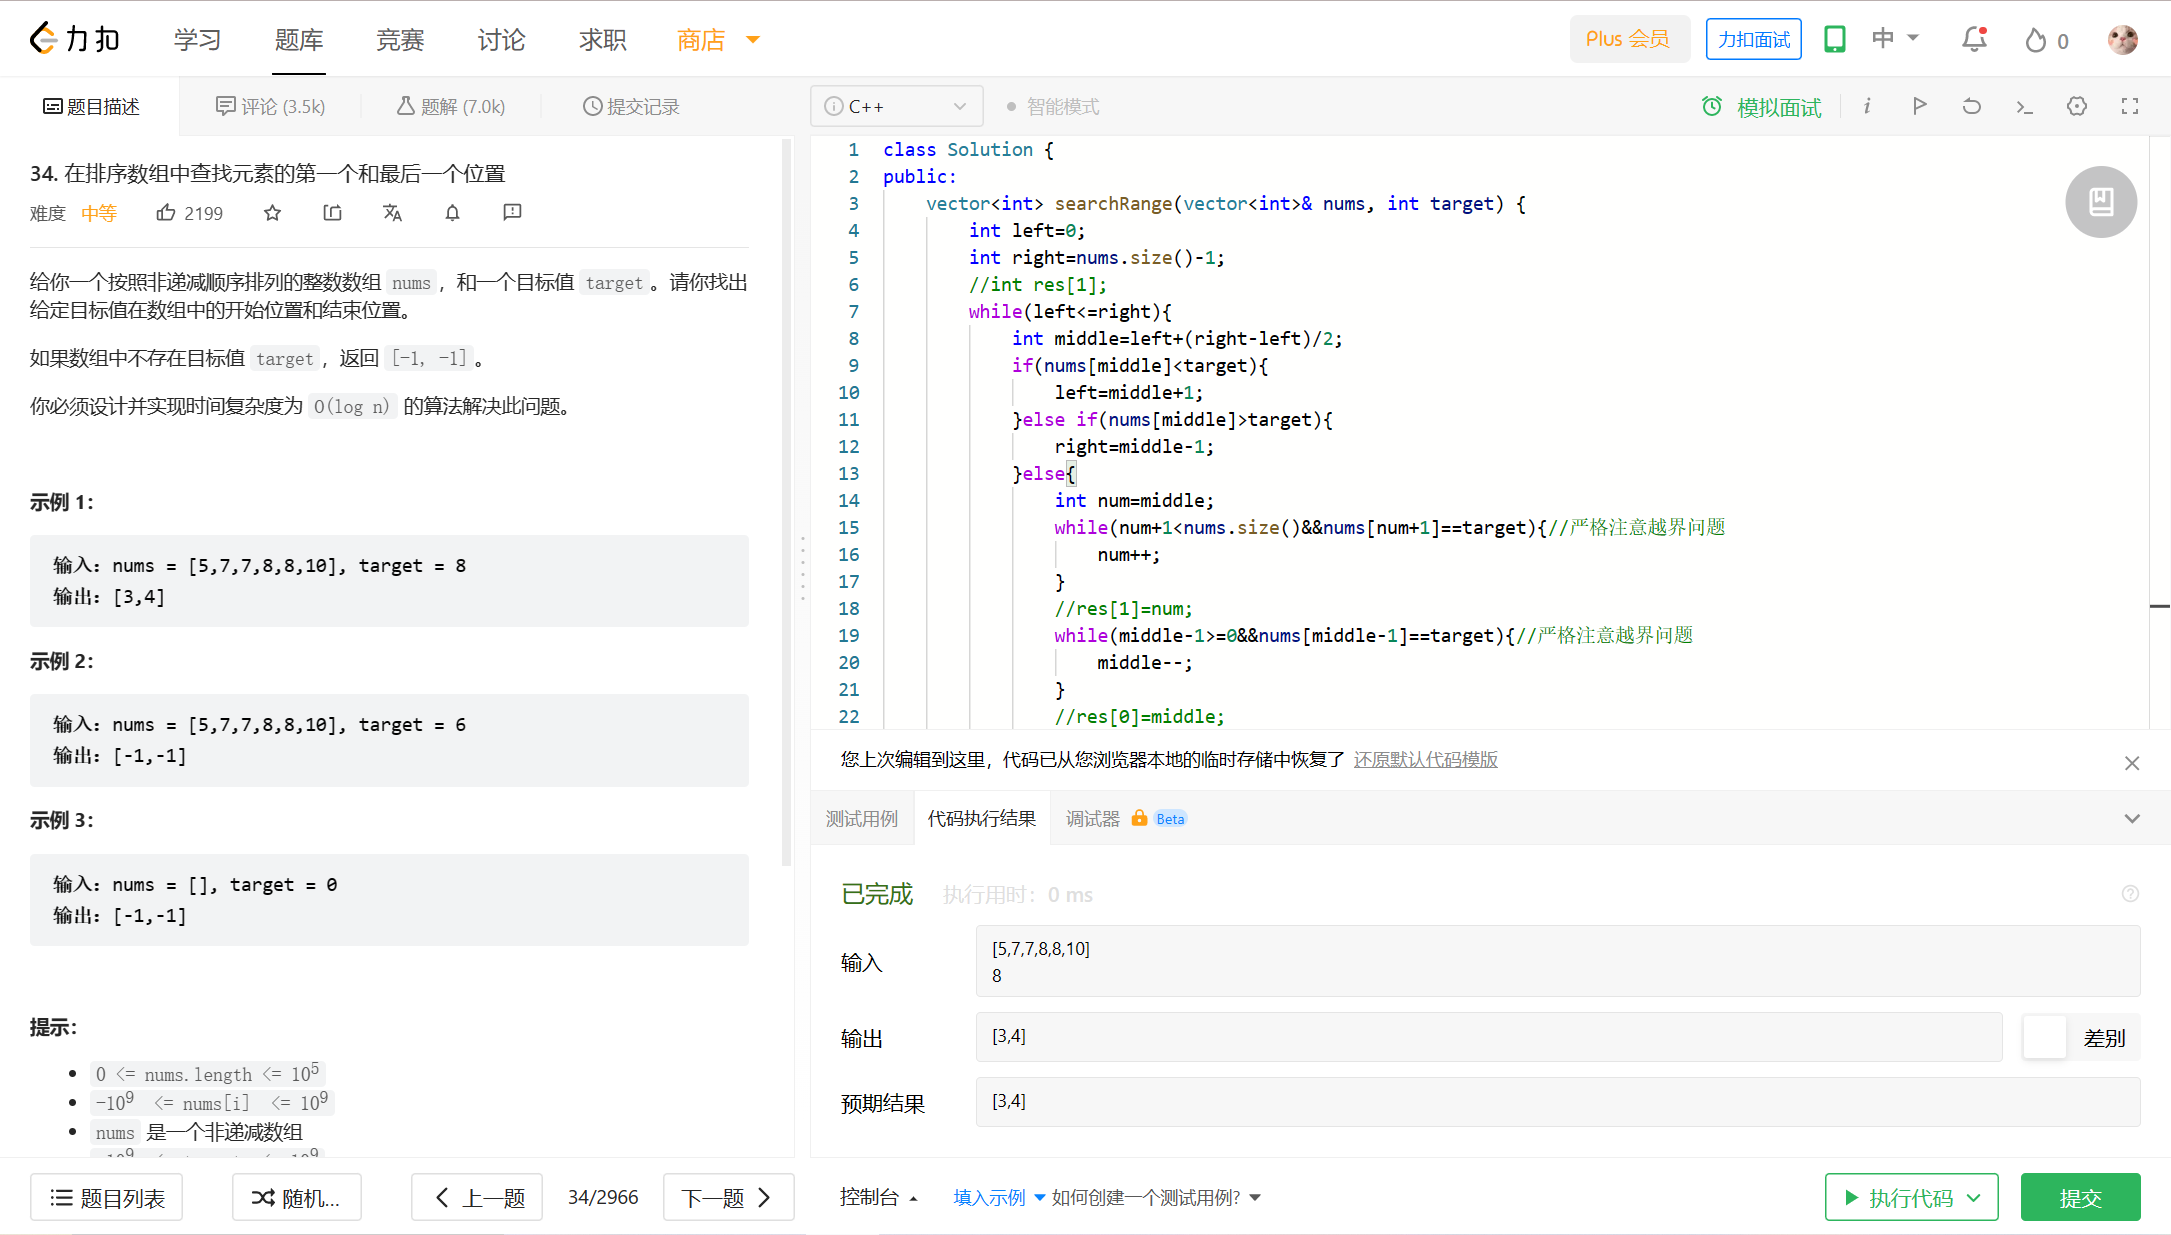 力扣 学习 题库 竞赛 讨论 求职 商店 Plus 会员 力扣面试 中 0
题目描述 评论 (3.5k) 题解 (7.0k) 提交记录
C++ 智能模式 模拟面试
34. 在排序数组中查找元素的第一个和最后一个位置
难度 中等 2199
给你一个按照非递减顺序排列的整数数组 nums，和一个目标值 target。请你找出
给定目标值在数组中的开始位置和结束位置。
如果数组中不存在目标值 target，返回 [-1, -1]。
你必须设计并实现时间复杂度为 O(log n) 的算法解决此问题。
示例 1：
输入：nums = [5,7,7,8,8,10], target = 8
输出：[3,4]
示例 2：
输入：nums = [5,7,7,8,8,10], target = 6
输出：[-1,-1]
示例 3：
输入：nums = [], target = 0
输出：[-1,-1]
提示：
0 <= nums.length <= 10⁵
-10⁹ <= nums[i] <= 10⁹
nums 是一个非递减数组
题目列表 随机... 上一题 34/2966 下一题
1 class Solution {
2 public:
3 vector<int> searchRange(vector<int>& nums, int target) {
4 int left=0;
5 int right=nums.size()-1;
6 //int res[1];
7 while(left<=right){
8 int middle=left+(right-left)/2;
9 if(nums[middle]<target){
10 left=middle+1;
11 }else if(nums[middle]>target){
12 right=middle-1;
13 }else{
14 int num=middle;
15 while(num+1<nums.size()&&nums[num+1]==target){//严格注意越界问题
16 num++;
17 }
18 //res[1]=num;
19 while(middle-1>=0&&nums[middle-1]==target){//严格注意越界问题
20 middle--;
21 }
22 //res[0]=middle;
您上次编辑到这里，代码已从您浏览器本地的临时存储中恢复了 还原默认代码模版
测试用例 代码执行结果 调试器 Beta
已完成 执行用时：0 ms
输入
[5,7,7,8,8,10]
8
输出 [3,4] 差别
预期结果 [3,4]
控制台 填入示例 如何创建一个测试用例? 执行代码 提交